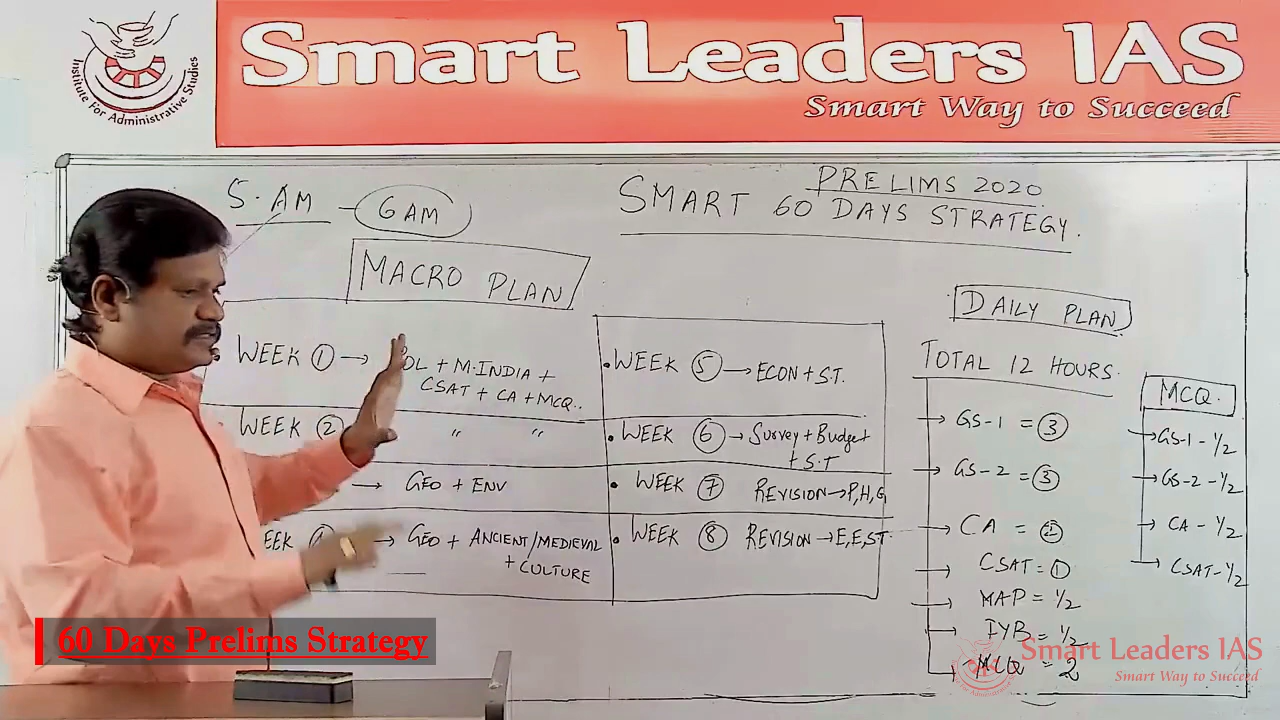 Smart Leaders IAS
Smart Way to Succeed
Institute For Administrative Studies
5 AM - 6 AM
PRELIMS 2020
SMART 60 DAYS STRATEGY.
MACRO PLAN
WEEK ① → POL + M.INDIA +
CSAT + CA + MCQ..
WEEK ② " "
→ GEO + ENV
→ GEO + ANCIENT/MEDIEVAL
+ CULTURE
• WEEK ⑤ → ECON + S.T.
• WEEK ⑥ → Survey + Budget
+ S.T
• WEEK ⑦ REVISION → P, H, G
• WEEK ⑧ REVISION → E, E, ST.
DAILY PLAN
TOTAL 12 HOURS.
→ GS-1 = ③
→ GS-2 = ③
→ CA = ②
→ CSAT = ①
→ MAP = 1/2
→ IYB = 1/2
→ MCQ = 2
MCQ.
→ GS-1 - 1/2
→ GS-2 - 1/2
→ CA - 1/2
→ CSAT - 1/2
60 Days Prelims Strategy
Smart Leaders IAS
Smart Way to Succeed